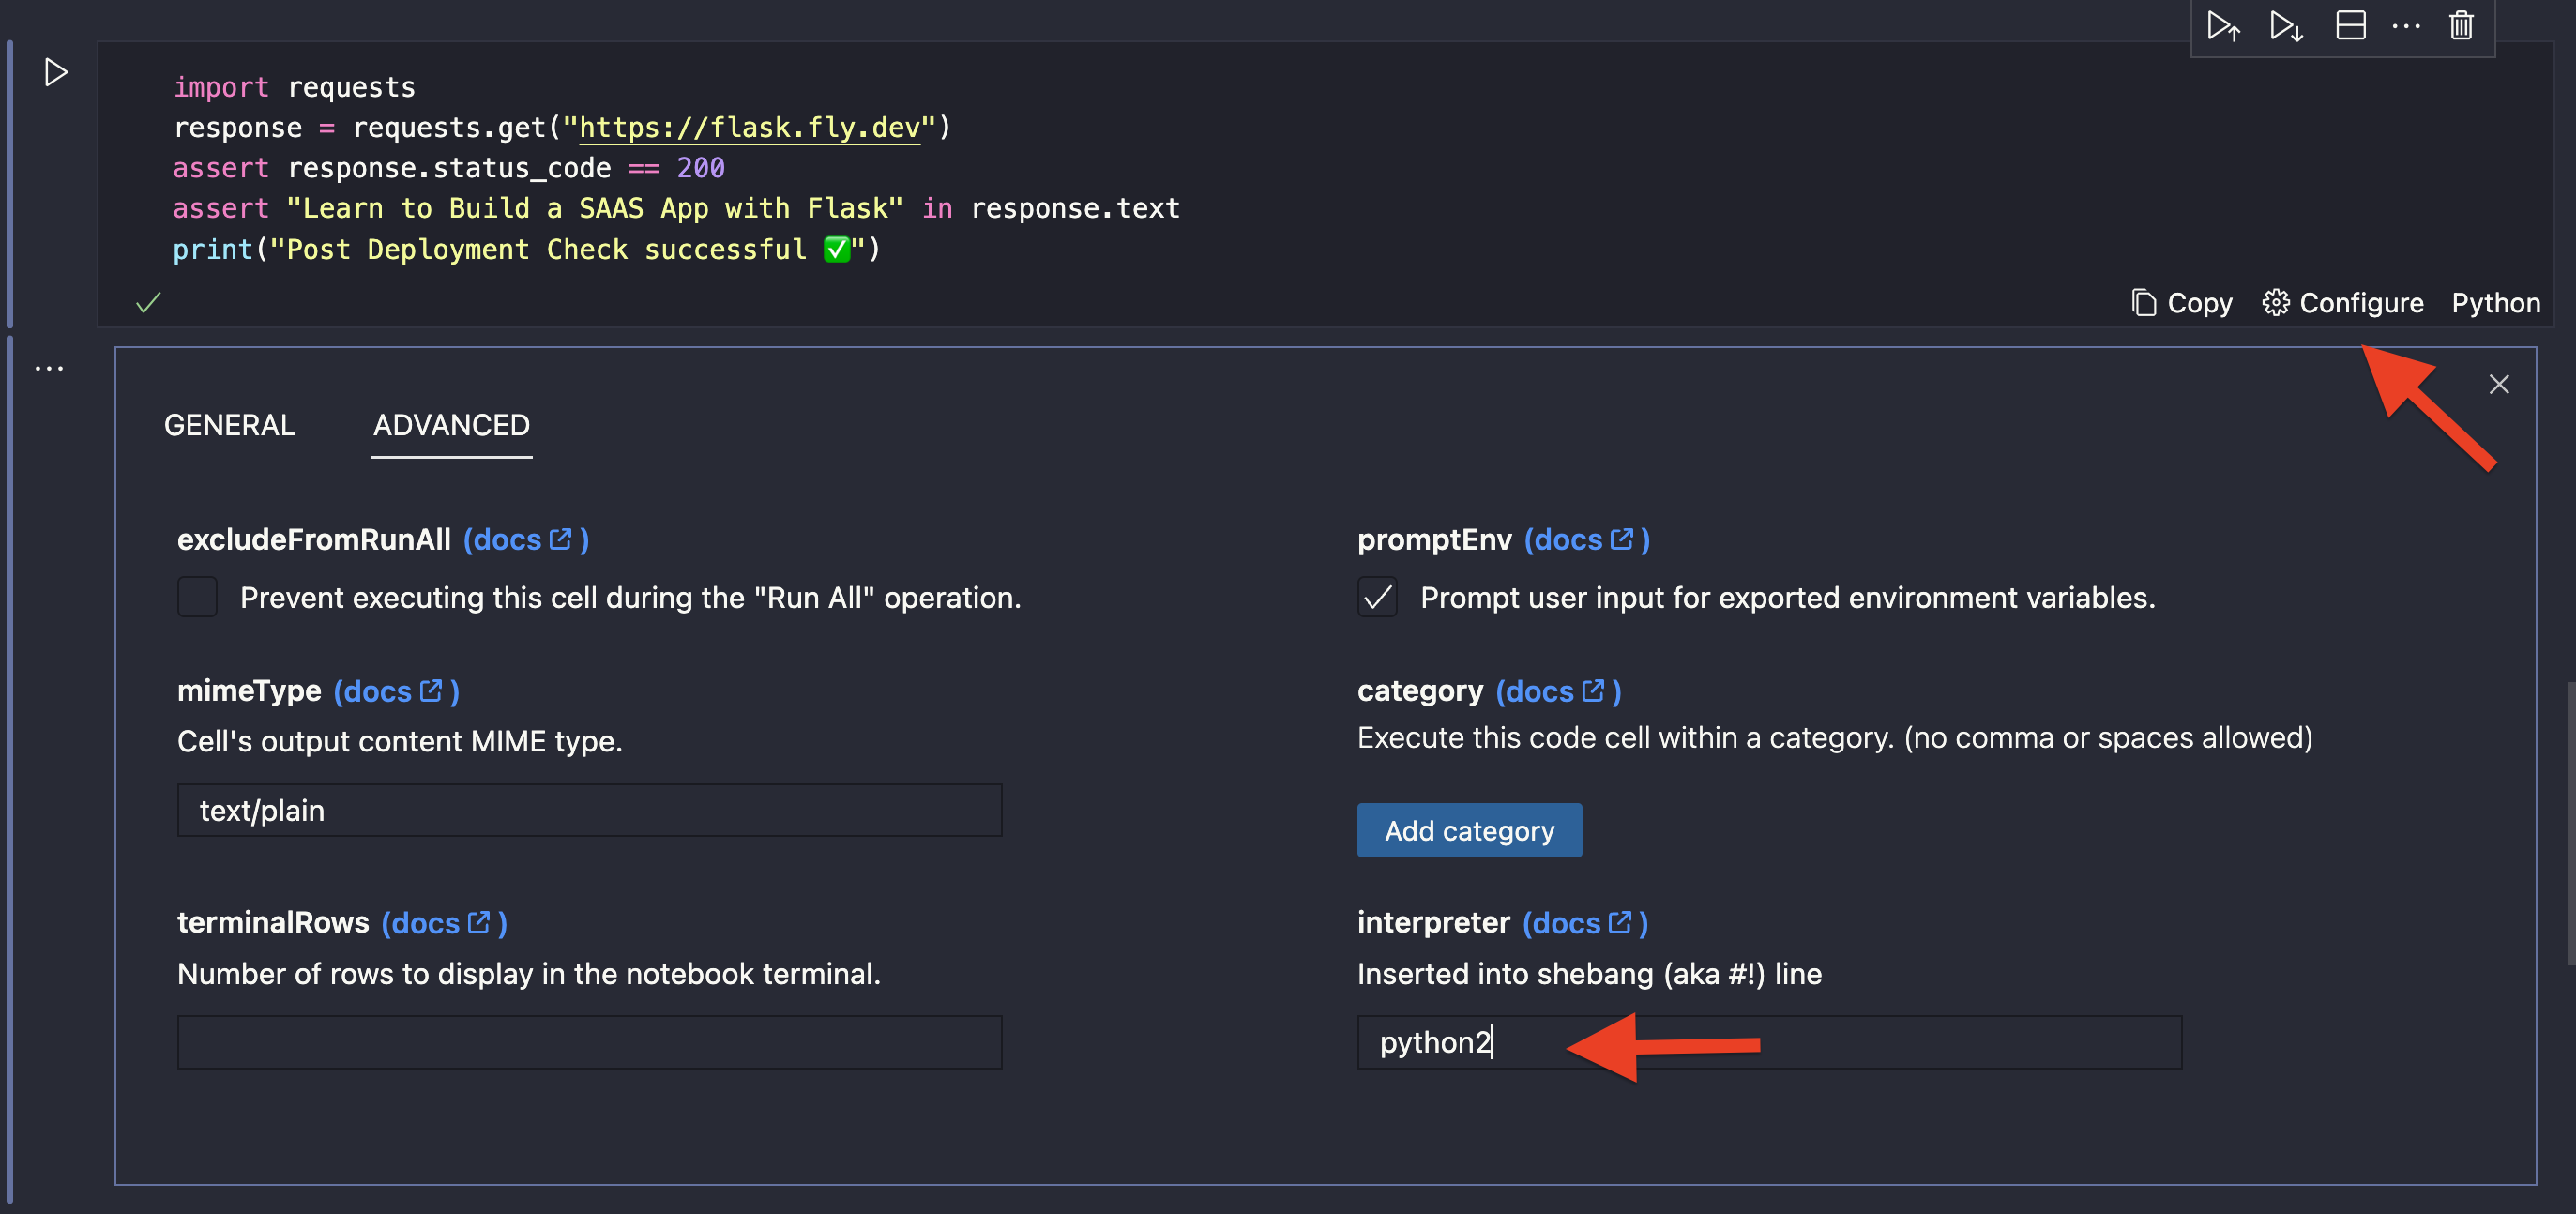 import requests
response = requests.get("https://flask.fly.dev")
assert response.status_code == 200
assert "Learn to Build a SAAS App with Flask" in response.text
print("Post Deployment Check successful ✅")
Copy Configure Python
GENERAL ADVANCED
excludeFromRunAll (docs)
Prevent executing this cell during the "Run All" operation.
promptEnv (docs)
Prompt user input for exported environment variables.
mimeType (docs)
Cell's output content MIME type.
text/plain
category (docs)
Execute this code cell within a category. (no comma or spaces allowed)
Add category
terminalRows (docs)
Number of rows to display in the notebook terminal.
interpreter (docs)
Inserted into shebang (aka #!) line
python2